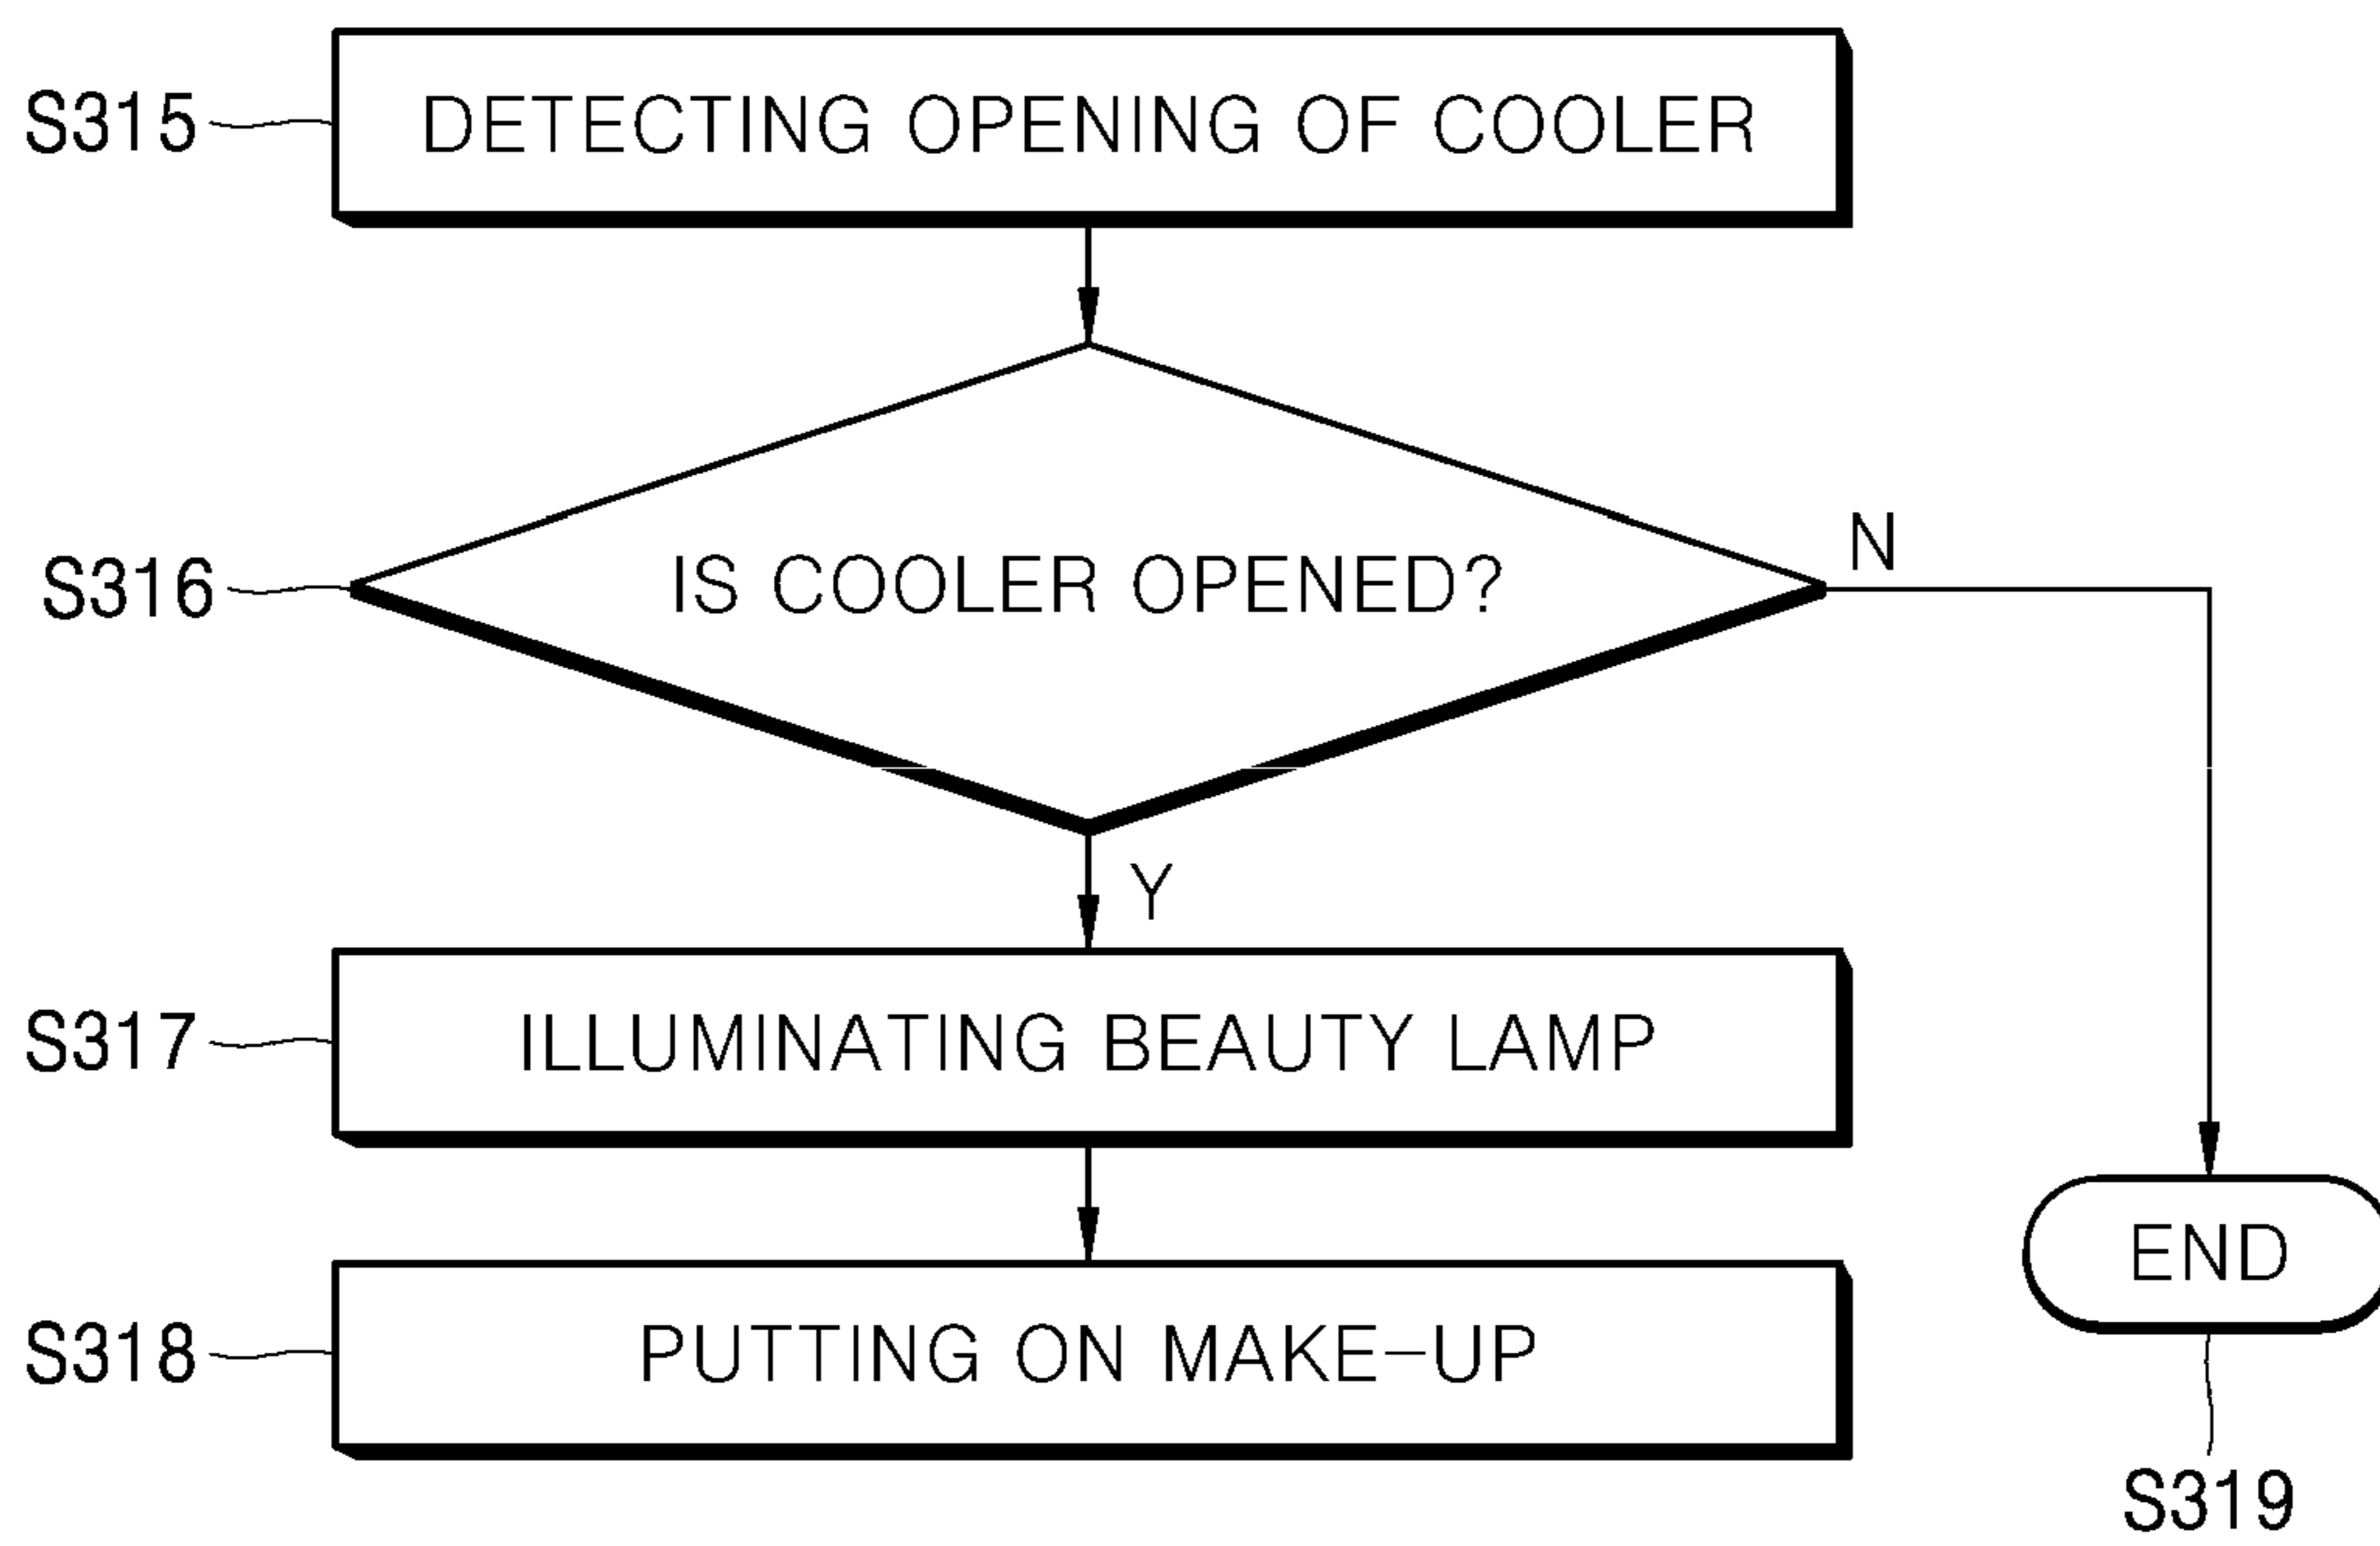 S315 DETECTING OPENING OF COOLER
S316 IS COOLER OPENED? N
Y
S317 ILLUMINATING BEAUTY LAMP
END
S318 PUTTING ON MAKE-UP
S319